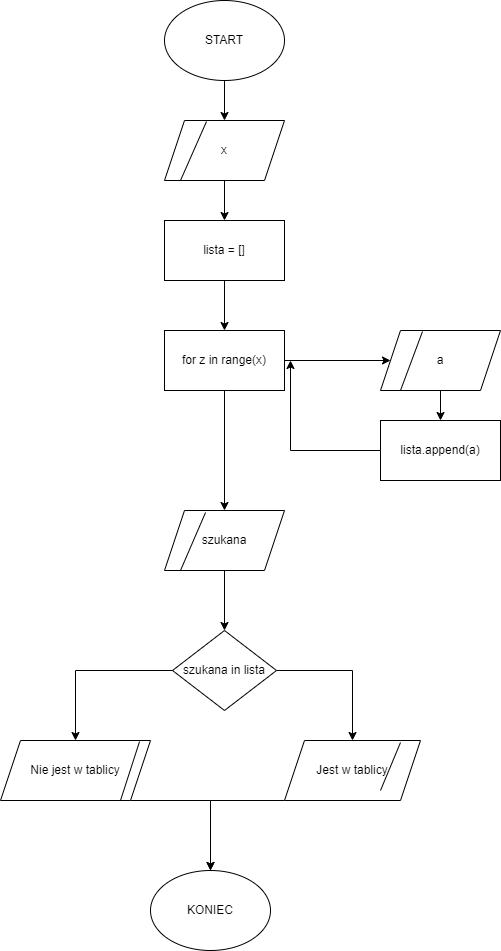 START
x
lista = []
for z in range(x)
a
lista.append(a)
szukana
szukana in lista
Nie jest w tablicy
Jest w tablicy
KONIEC